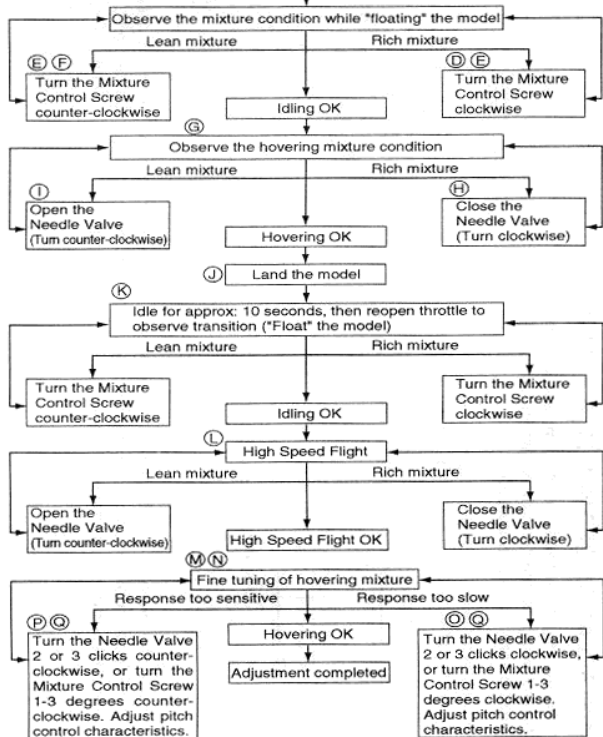 Observe the mixture condition while "floating" the model
Lean mixture
Rich mixture
Ⓔ Ⓕ
Turn the Mixture
Control Screw
counter-clockwise
Ⓓ Ⓔ
Turn the Mixture
Control Screw
clockwise
Idling OK
Ⓖ
Observe the hovering mixture condition
Lean mixture
Rich mixture
Ⓘ
Open the
Needle Valve
(Turn counter-clockwise)
Ⓗ
Close the
Needle Valve
(Turn clockwise)
Hovering OK
Ⓙ
Land the model
Ⓚ
Idle for approx: 10 seconds, then reopen throttle to
observe transition ("Float" the model)
Lean mixture
Rich mixture
Turn the Mixture
Control Screw
counter-clockwise
Turn the Mixture
Control Screw
clockwise
Idling OK
Ⓛ
High Speed Flight
Lean mixture
Rich mixture
Open the
Needle Valve
(Turn counter-clockwise)
Close the
Needle Valve
(Turn clockwise)
High Speed Flight OK
Ⓜ Ⓝ
Fine tuning of hovering mixture
Response too sensitive
Response too slow
Ⓟ Ⓠ
Turn the Needle Valve
2 or 3 clicks counter-
clockwise, or turn the
Mixture Control Screw
1-3 degrees counter-
clockwise. Adjust pitch
control characteristics.
Hovering OK
Adjustment completed
Ⓞ Ⓠ
Turn the Needle Valve
2 or 3 clicks clockwise,
or turn the Mixture
Control Screw 1-3
degrees clockwise.
Adjust pitch control
characteristics.